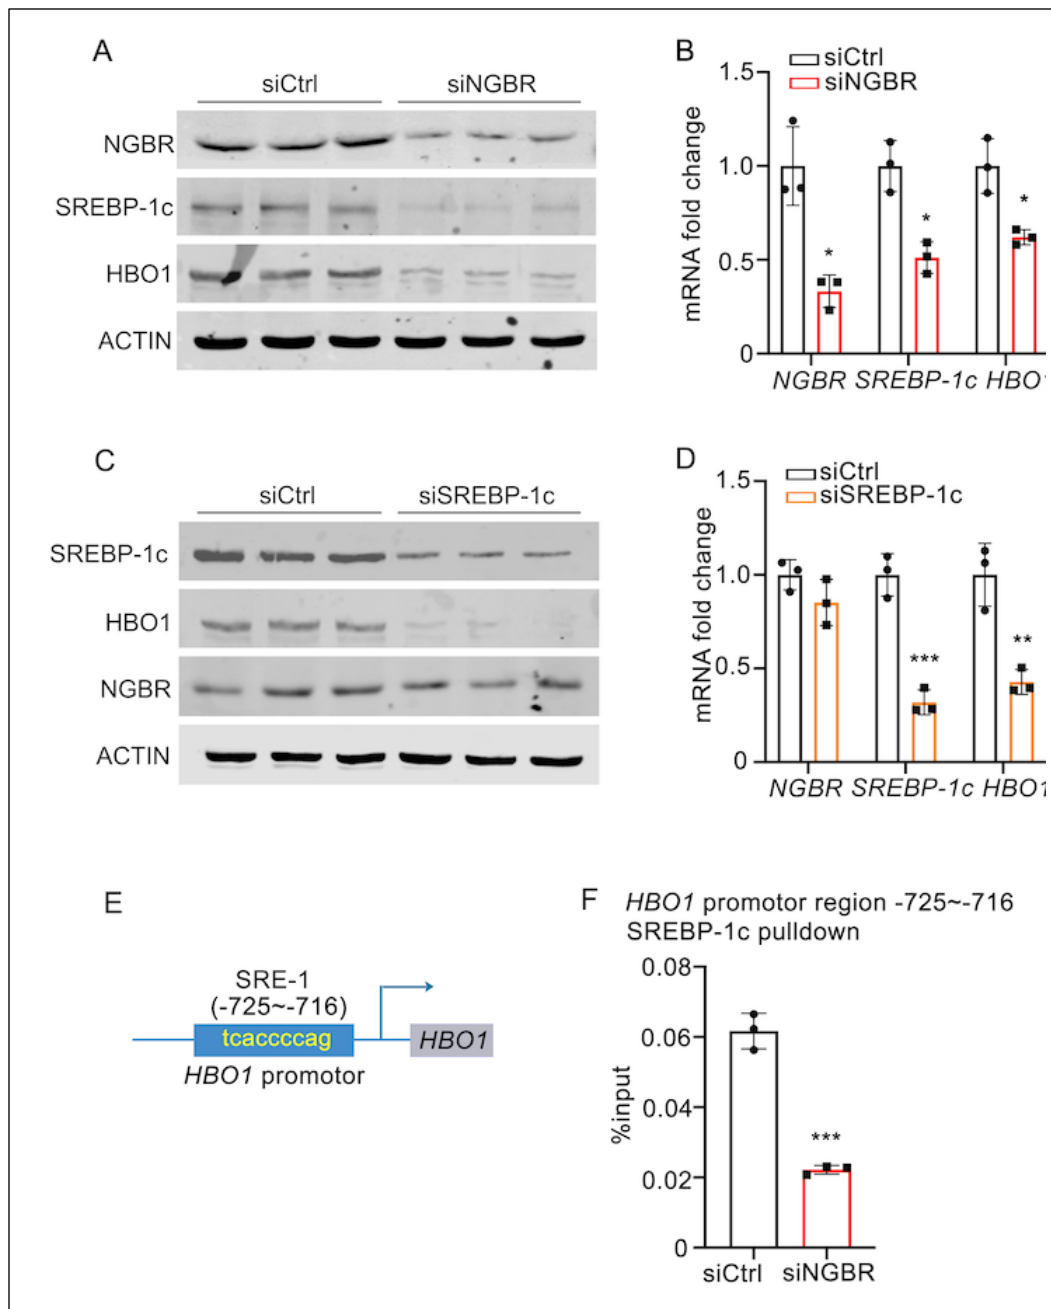 A
siCtrl siNGBR
NGBR
SREBP-1c
HBO1
ACTIN
B
siCtrl
siNGBR
mRNA fold change
1.5
1.0
0.5
0
*
*
*
NGBR SREBP-1c HBO1
C
siCtrl siSREBP-1c
SREBP-1c
HBO1
NGBR
ACTIN
D
siCtrl
siSREBP-1c
mRNA fold change
1.5
1.0
0.5
0
***
**
NGBR SREBP-1c HBO1
E
SRE-1
(-725~-716)
tcaccccag
HBO1
HBO1 promotor
F
HBO1 promotor region -725~-716
SREBP-1c pulldown
%input
0.08
0.06
0.04
0.02
0
***
siCtrl siNGBR